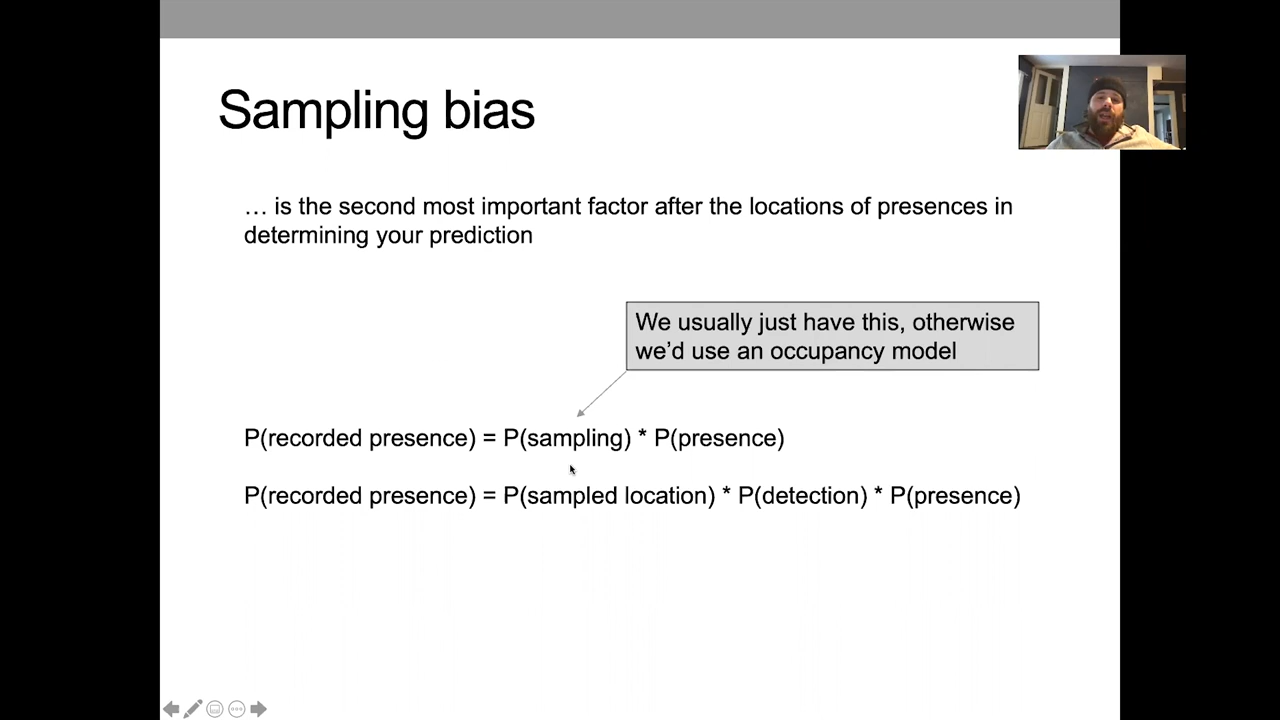 Sampling bias
… is the second most important factor after the locations of presences in
determining your prediction
We usually just have this, otherwise
we’d use an occupancy model
P(recorded presence) = P(sampling) * P(presence)
P(recorded presence) = P(sampled location) * P(detection) * P(presence)